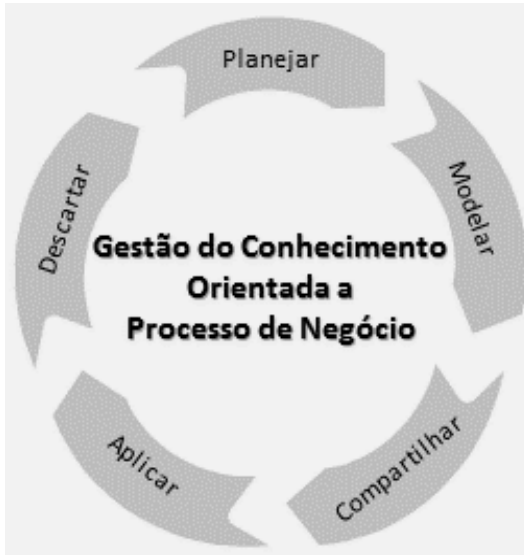 Planejar
Modelar
Compartilhar
Aplicar
Descartar
Gestão do Conhecimento
Orientada a
Processo de Negócio